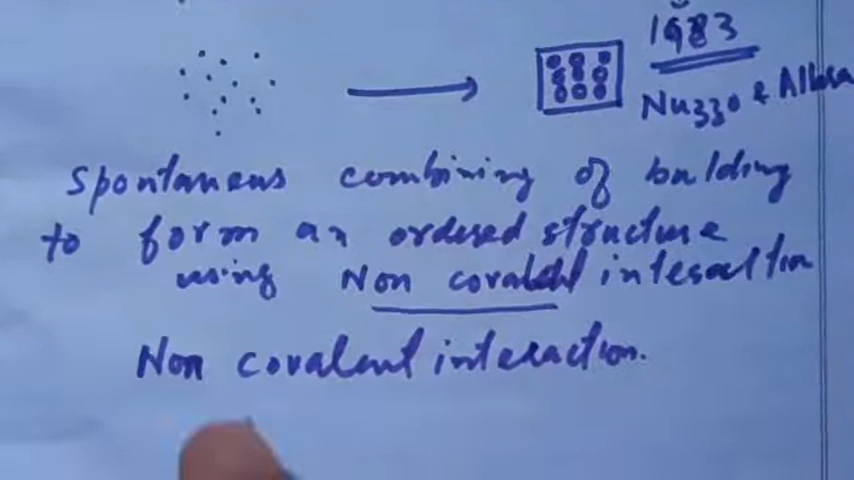 1983
Nuzzo & Allara
Spontaneous combining of building
to form an ordered structure
using Non covalent interaction
Non covalent interaction.